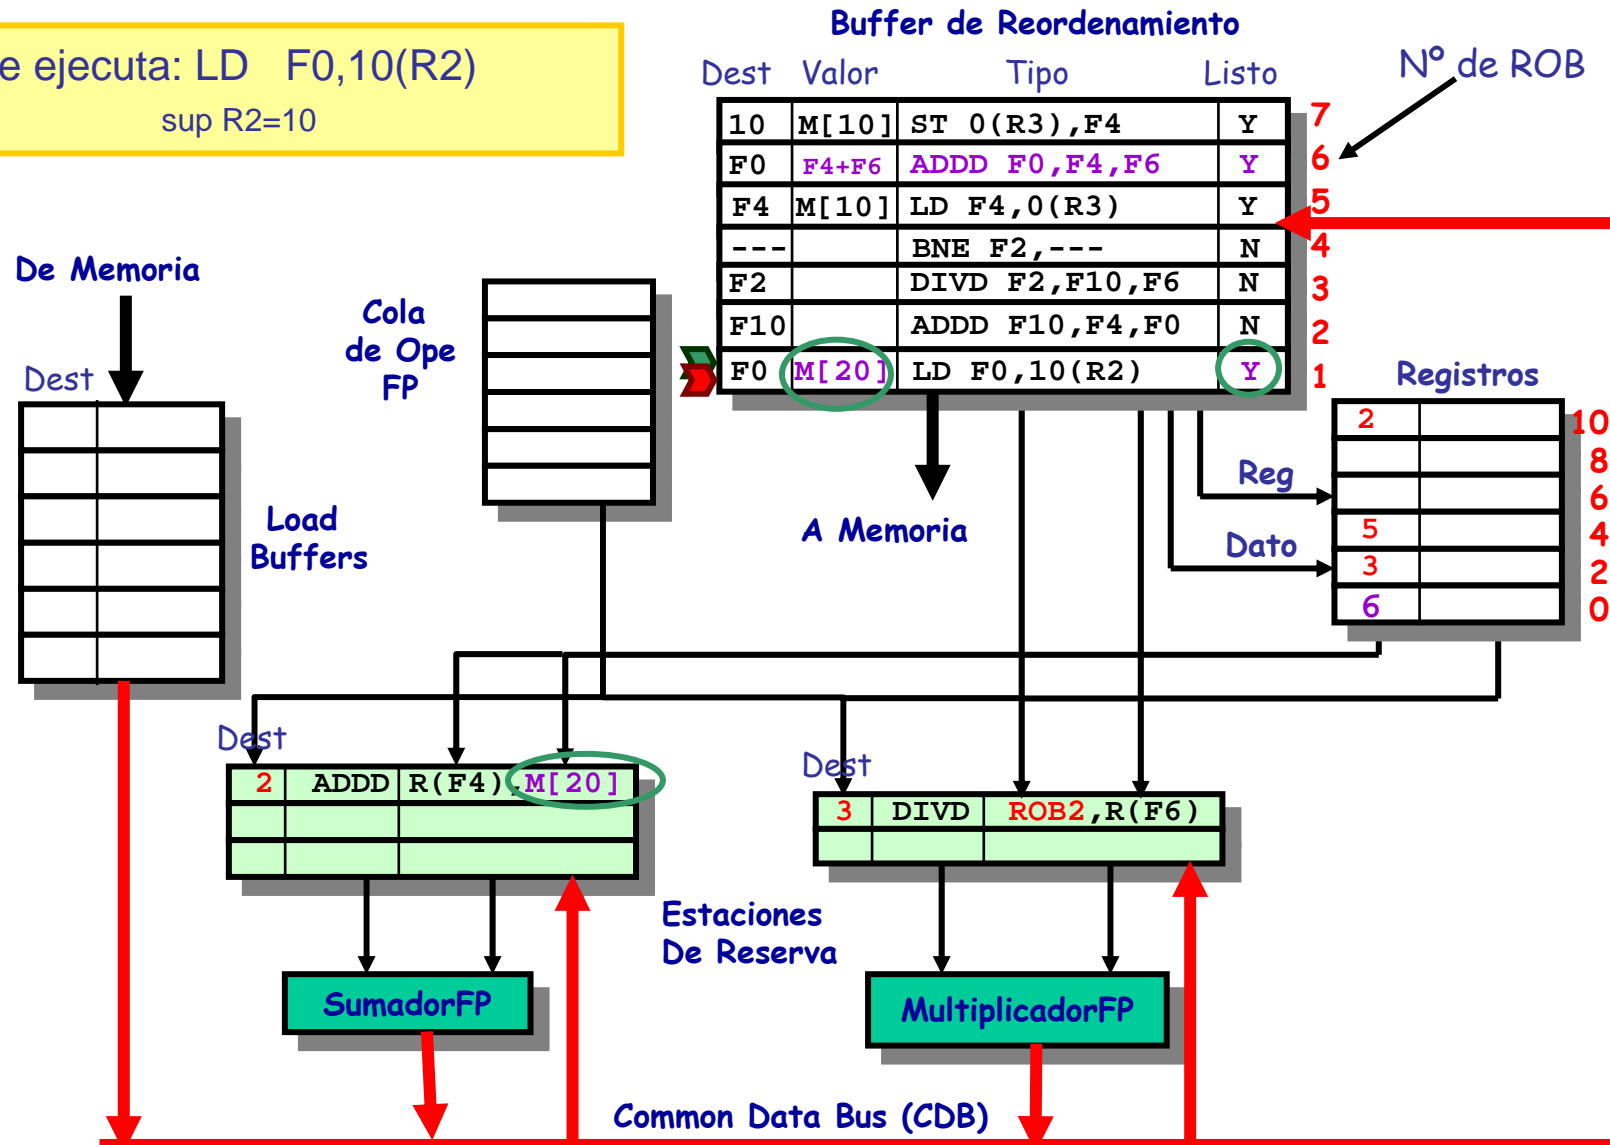 e ejecuta: LD F0,10(R2)
sup R2=10
Buffer de Reordenamiento
Dest Valor Tipo Listo
Nº de ROB
10 M[10] ST 0(R3),F4 Y 7
F0 F4+F6 ADDD F0,F4,F6 Y 6
F4 M[10] LD F4,0(R3) Y 5
--- BNE F2,--- N 4
F2 DIVD F2,F10,F6 N 3
F10 ADDD F10,F4,F0 N 2
F0 M[20] LD F0,10(R2) Y 1
De Memoria
Dest
Cola
de Ope
FP
Load
Buffers
A Memoria
Registros
2 10
8
6
5 4
3 2
6 0
Reg
Dato
Dest
2 ADDD R(F4),M[20]
Dest
3 DIVD ROB2,R(F6)
Estaciones
De Reserva
SumadorFP
MultiplicadorFP
Common Data Bus (CDB)